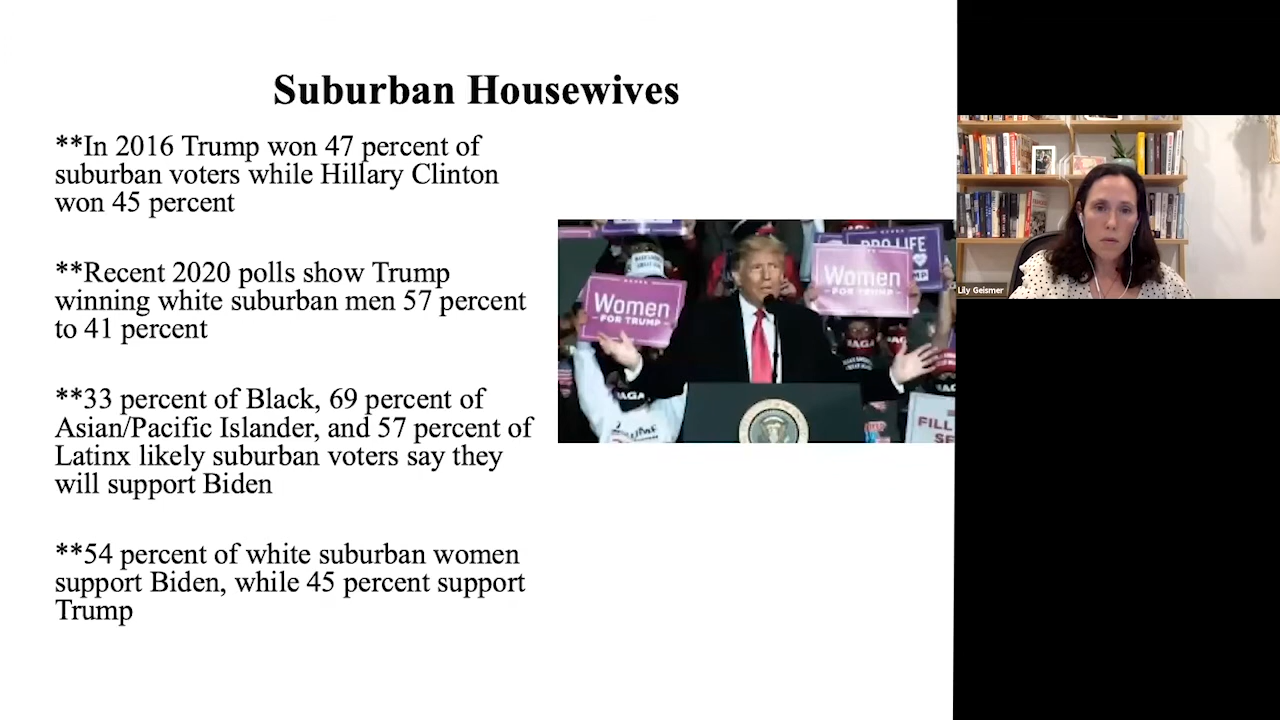 Suburban Housewives
**In 2016 Trump won 47 percent of
suburban voters while Hillary Clinton
won 45 percent
**Recent 2020 polls show Trump
winning white suburban men 57 percent
to 41 percent
**33 percent of Black, 69 percent of
Asian/Pacific Islander, and 57 percent of
Latinx likely suburban voters say they
will support Biden
**54 percent of white suburban women
support Biden, while 45 percent support
Trump
PRO LIFE
Women
FOR TRUMP
Women
FOR TRUMP
MAGA
MAGA
FILL
Lily Geismer